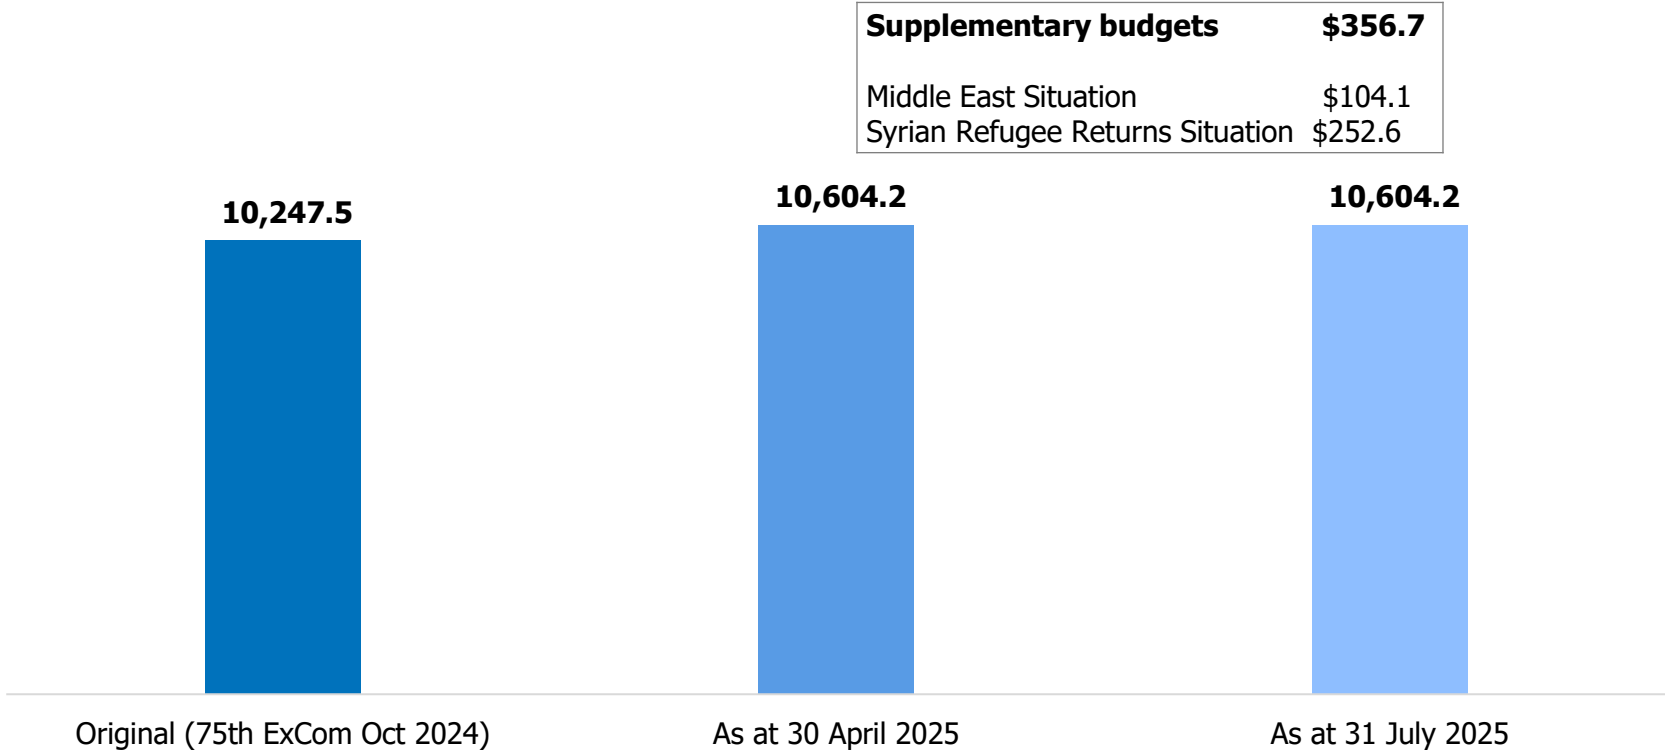 Supplementary budgets $356.7
Middle East Situation $104.1
Syrian Refugee Returns Situation $252.6
10,247.5
10,604.2
10,604.2
Original (75th ExCom Oct 2024)
As at 30 April 2025
As at 31 July 2025